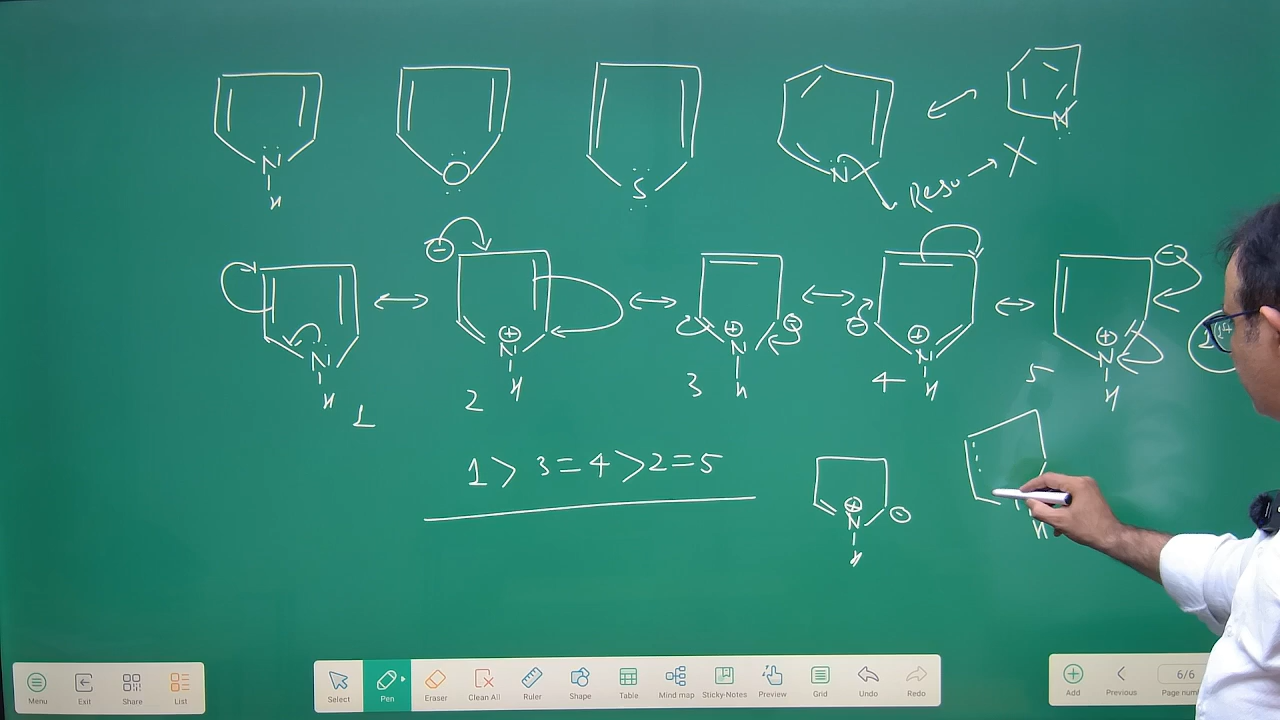 N
H
O
S
N
N
Reso → X
⊖
N
H
1
⊕
N
H
2
⊕
⊖
N
H
3
⊖
⊕
N
H
4
⊖
⊕
N
H
5
1 > 3 = 4 > 2 = 5
⊕
N
⊖
H
H
Menu
Exit
Share
List
Select
Pen
Eraser
Clean All
Ruler
Shape
Table
Mind map
Sticky-Notes
Preview
Grid
Undo
Redo
Add
Previous
6/6